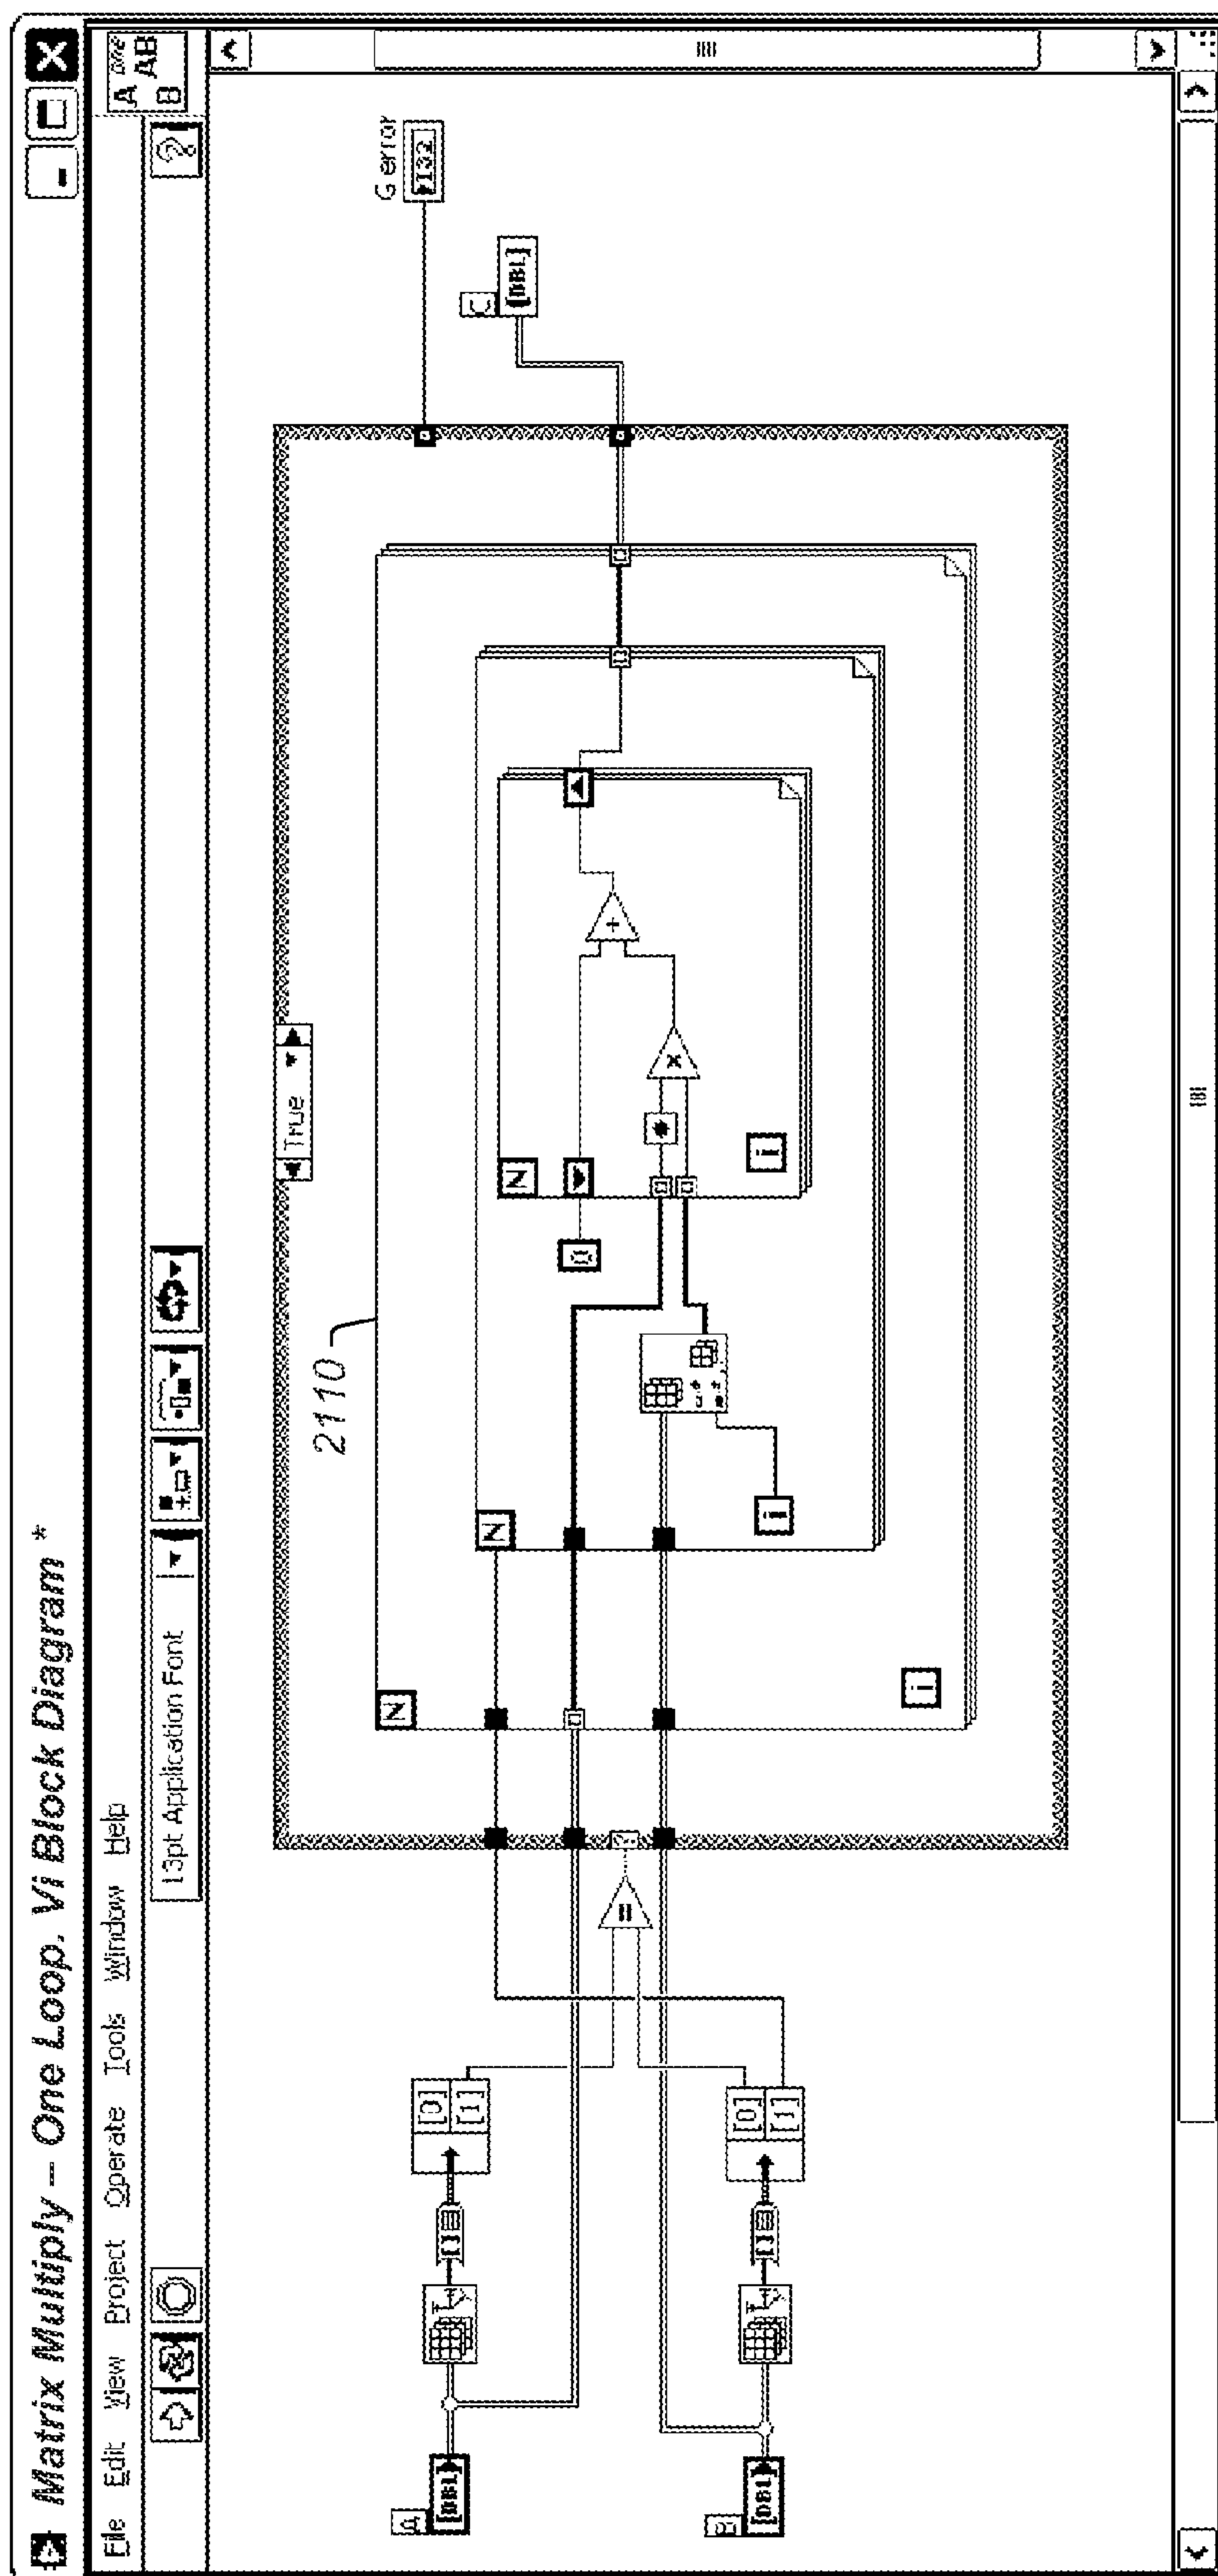 Matrix Multiply – One Loop. Vi Block Diagram *
File Edit View Project Operate Tools Window Help
13pt Application Font
?
A
B AB
True
2110
G error
I32
C
[DBL]
N
N
N
0
+
x
*
i
i
i
=
?
A
[DBL]
[0]
[1]
B
[DBL]
[0]
[1]